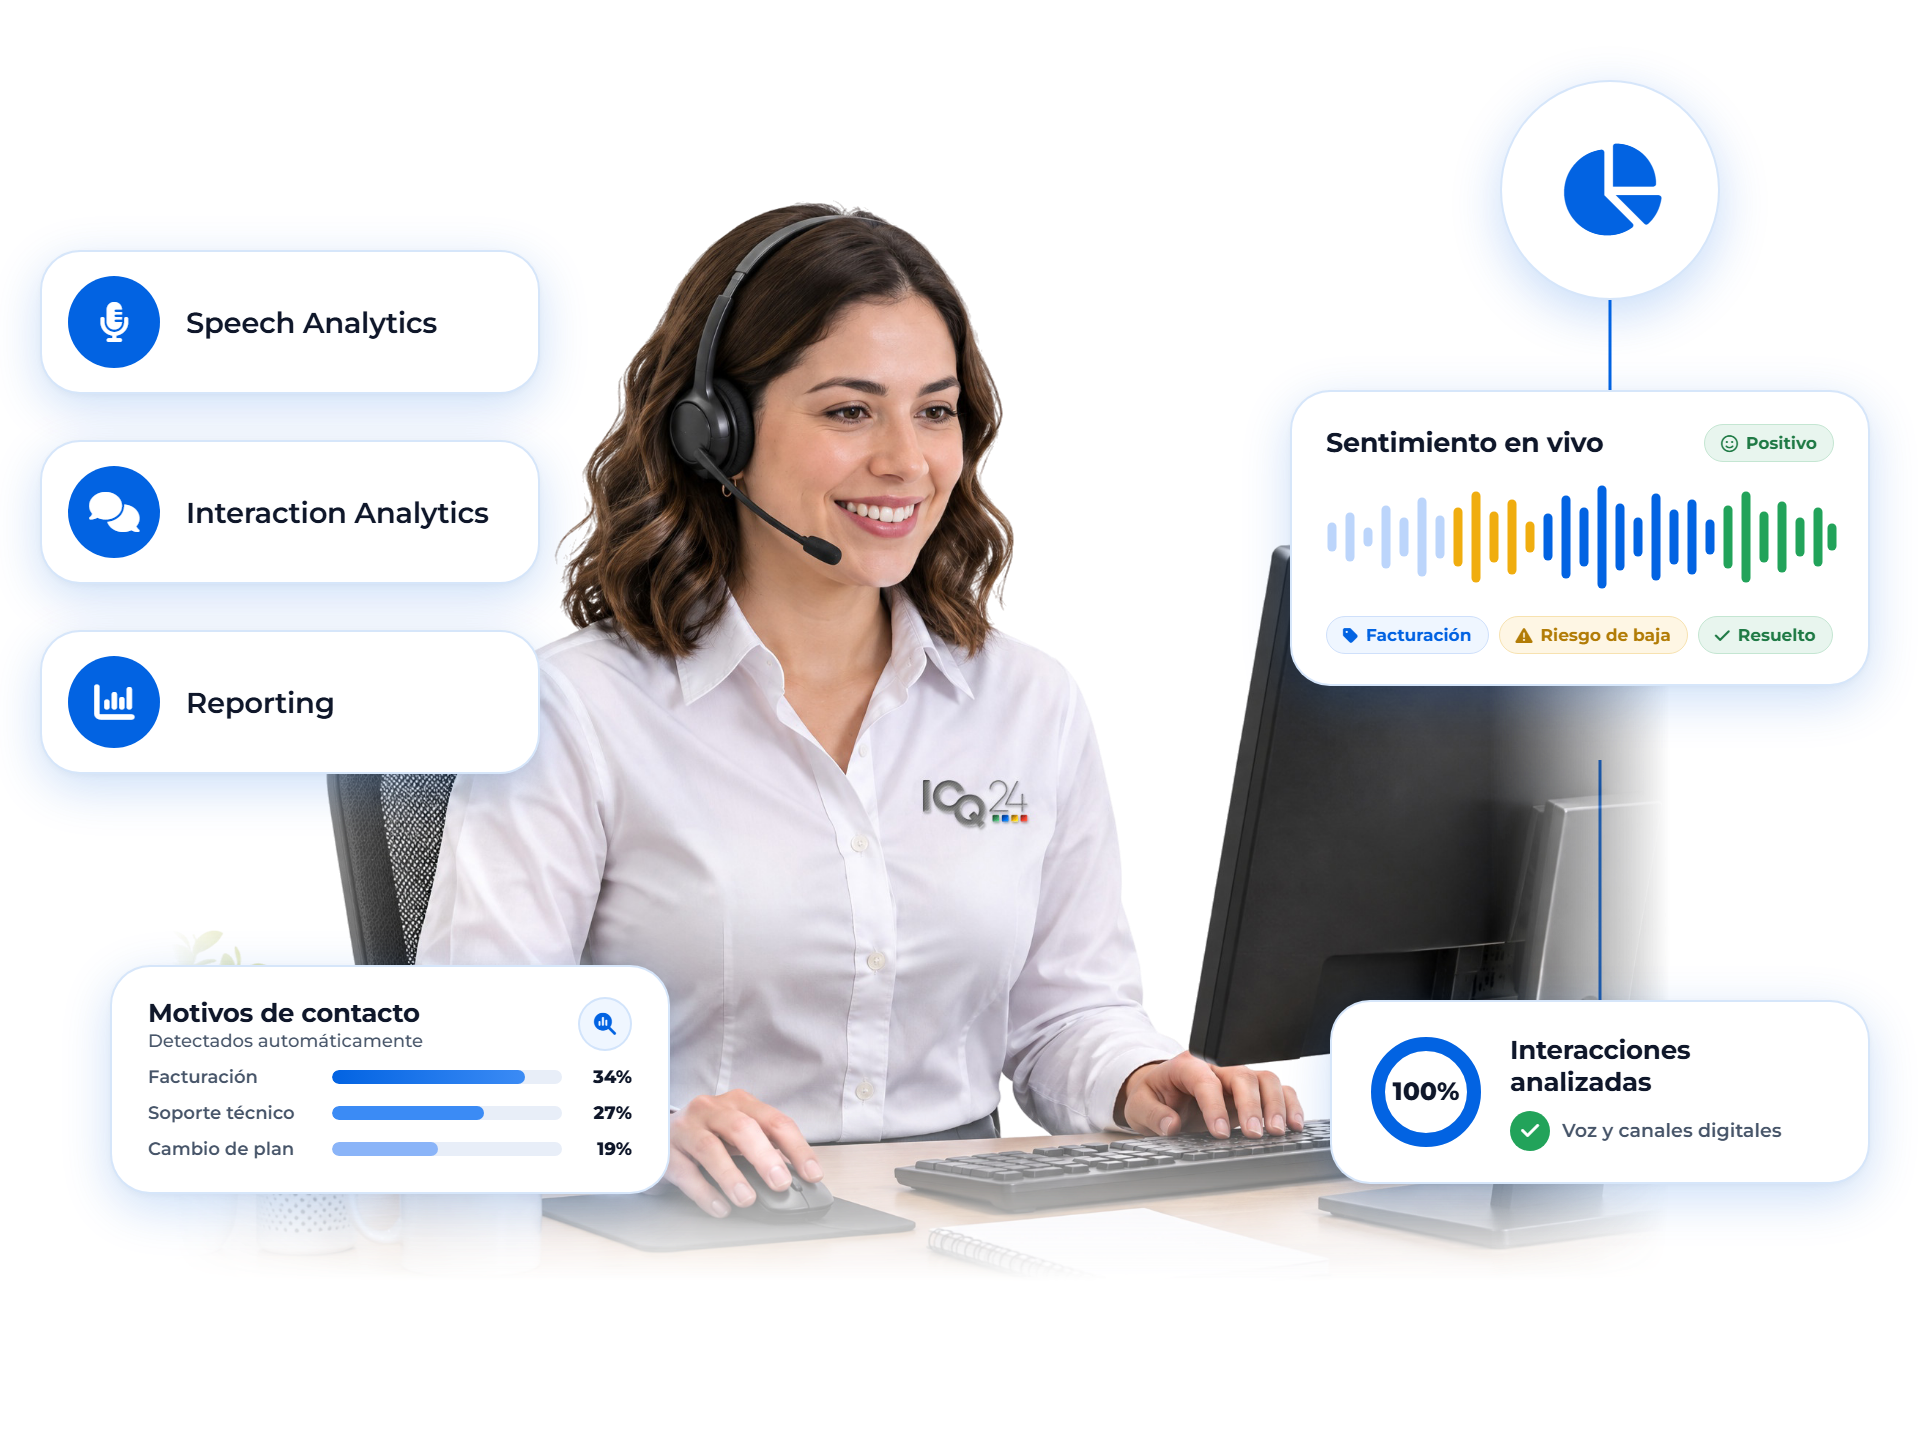 Speech Analytics
Interaction Analytics
Reporting
Sentimiento en vivo
Positivo
Facturación
Riesgo de baja
Resuelto
ICQ24
Motivos de contacto
Detectados automáticamente
Facturación 34%
Soporte técnico 27%
Cambio de plan 19%
100%
Interacciones
analizadas
Voz y canales digitales